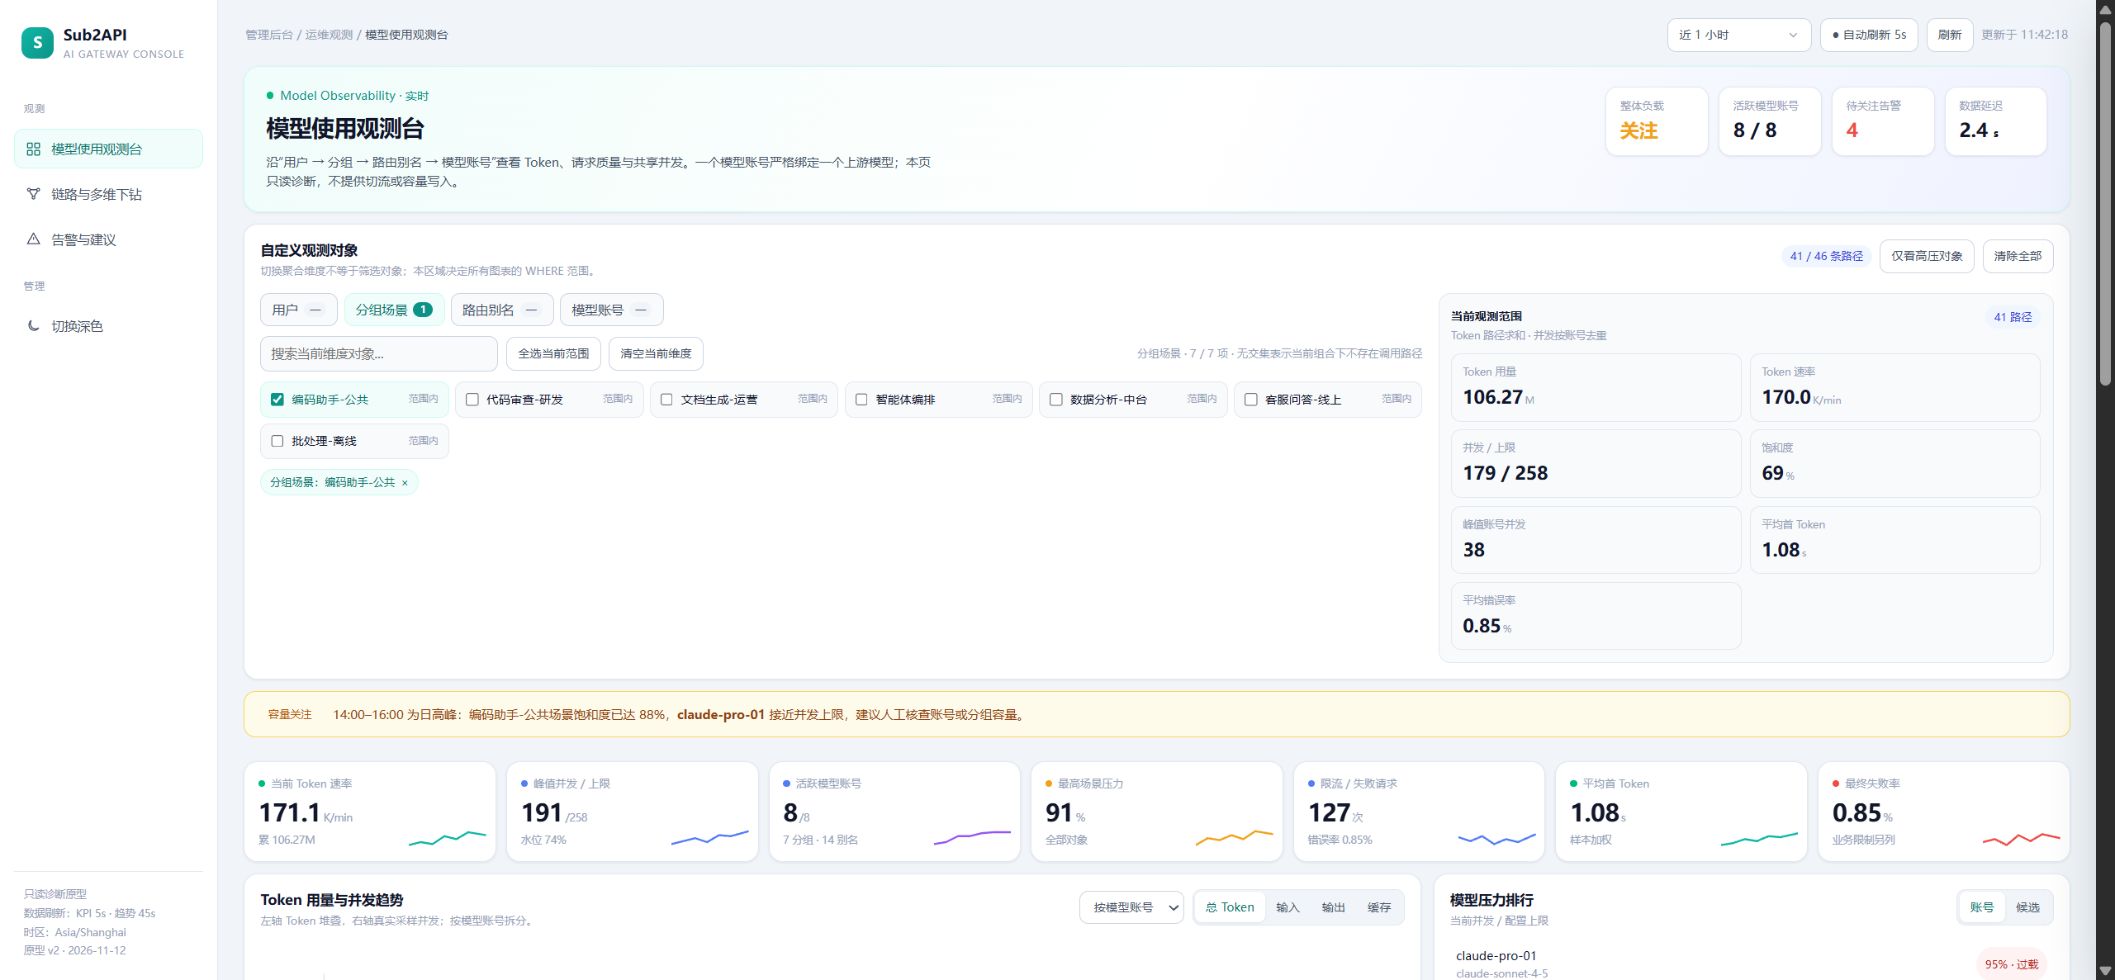 S
Sub2API
AI GATEWAY CONSOLE
观测
模型使用观测台
链路与多维下钻
告警与建议
管理
切换深色
只读诊断原型
数据刷新：KPI 5s · 趋势 45s
时区：Asia/Shanghai
原型 v2 · 2026-11-12
管理后台 / 运维观测 / 模型使用观测台
近 1 小时
自动刷新 5s
刷新
更新于 11:42:18
Model Observability · 实时
模型使用观测台
沿“用户 → 分组 → 路由别名 → 模型账号”查看 Token、请求质量与共享并发。一个模型账号严格绑定一个上游模型；本页
只读诊断，不提供切流或容量写入。
整体负载
关注
活跃模型账号
8 / 8
待关注告警
4
数据延迟
2.4 s
自定义观测对象
切换聚合维度不等于筛选对象；本区域决定所有图表的 WHERE 范围。
41 / 46 条路径
仅看高压对象
清除全部
用户 —
分组场景 1
路由别名 —
模型账号 —
搜索当前维度对象...
全选当前范围
清空当前维度
分组场景 · 7 / 7 项 · 无交集表示当前组合下不存在调用路径
编码助手-公共 范围内
代码审查-研发 范围内
文档生成-运营 范围内
智能体编排 范围内
数据分析-中台 范围内
客服问答-线上 范围内
批处理-离线 范围内
分组场景：编码助手-公共 ×
当前观测范围
Token 路径求和 · 并发按账号去重
41 路径
Token 用量
106.27 M
Token 速率
170.0 K/min
并发 / 上限
179 / 258
饱和度
69 %
峰值账号并发
38
平均首 Token
1.08 s
平均错误率
0.85 %
容量关注
14:00–16:00 为日高峰：编码助手-公共场景饱和度已达 88%，claude-pro-01 接近并发上限，建议人工核查账号或分组容量。
当前 Token 速率
171.1 K/min
累 106.27M
峰值并发 / 上限
191 /258
水位 74%
活跃模型账号
8 /8
7 分组 · 14 别名
最高场景压力
91 %
全部对象
限流 / 失败请求
127 次
错误率 0.85%
平均首 Token
1.08 s
样本加权
最终失败率
0.85 %
业务限制另列
Token 用量与并发趋势
左轴 Token 堆叠，右轴真实采样并发；按模型账号拆分。
按模型账号
总 Token
输入
输出
缓存
模型压力排行
当前并发 / 配置上限
账号
候选
claude-pro-01
claude-sonnet-4-5
95% · 过载